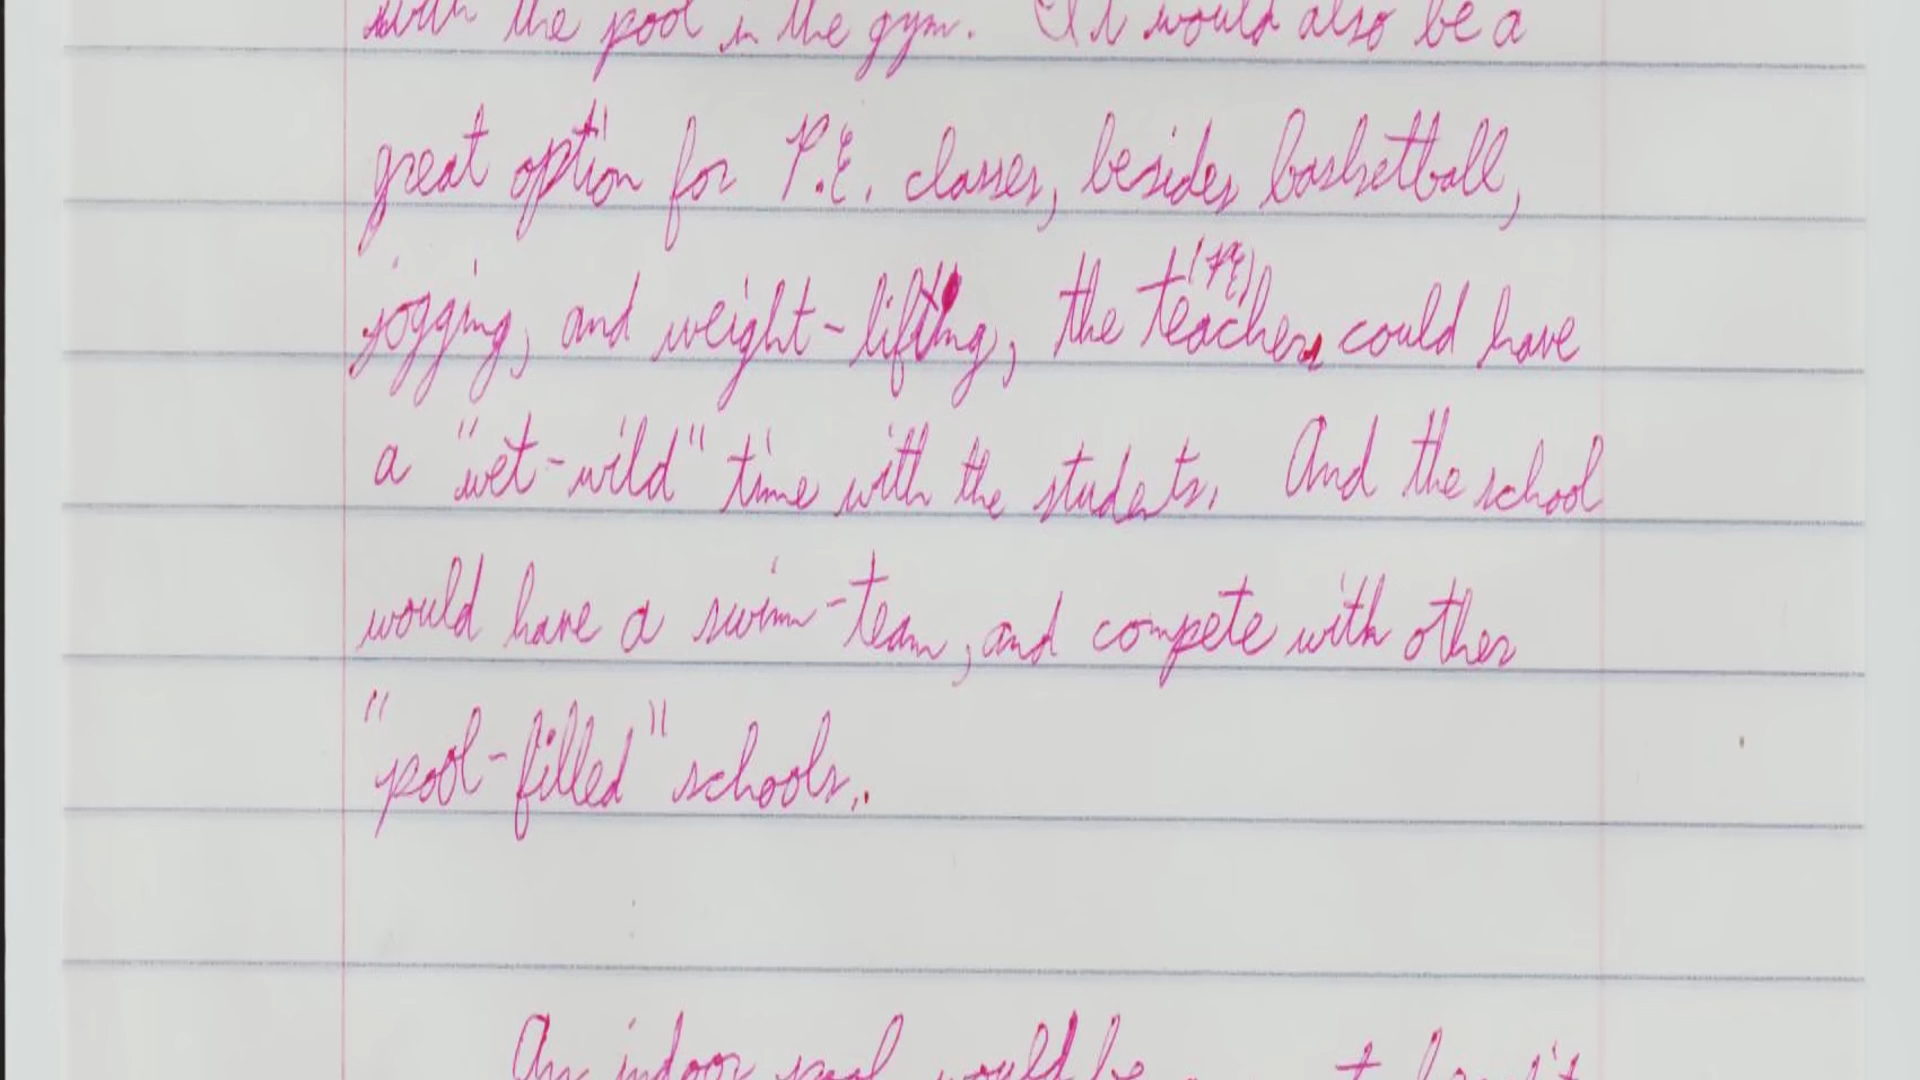 with the pool in the gym. It would also be a
great option for P.E. classes, besides basketball,
(PE)
jogging, and weight-lifting, the teachers could have
a "wet-wild" time with the students. And the school
would have a swim-team, and compete with other
"pool-filled" schools.
An indoor pool would be